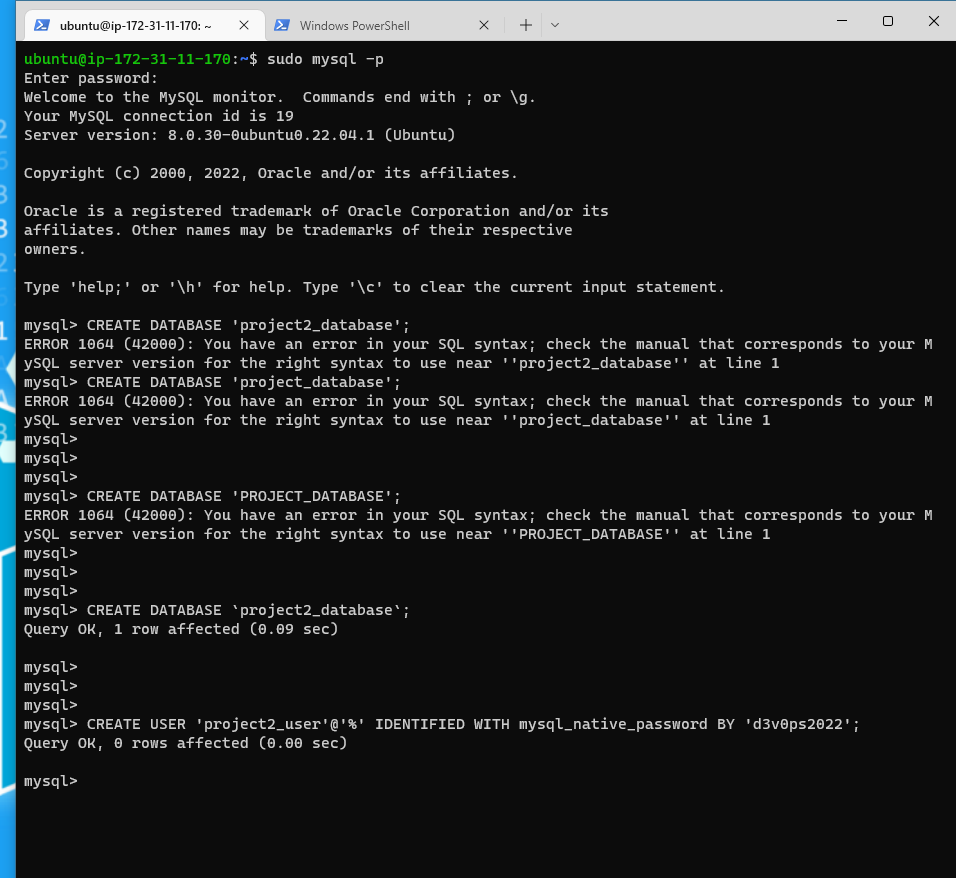 ubuntu@ip-172-31-11-170: ~
Windows PowerShell
ubuntu@ip-172-31-11-170:~$ sudo mysql -p
Enter password:
Welcome to the MySQL monitor.  Commands end with ; or \g.
Your MySQL connection id is 19
Server version: 8.0.30-0ubuntu0.22.04.1 (Ubuntu)
Copyright (c) 2000, 2022, Oracle and/or its affiliates.
Oracle is a registered trademark of Oracle Corporation and/or its
affiliates. Other names may be trademarks of their respective
owners.
Type 'help;' or '\h' for help. Type '\c' to clear the current input statement.
mysql> CREATE DATABASE 'project2_database';
ERROR 1064 (42000): You have an error in your SQL syntax; check the manual that corresponds to your M
ySQL server version for the right syntax to use near ''project2_database'' at line 1
mysql> CREATE DATABASE 'project_database';
ERROR 1064 (42000): You have an error in your SQL syntax; check the manual that corresponds to your M
ySQL server version for the right syntax to use near ''project_database'' at line 1
mysql>
mysql>
mysql>
mysql> CREATE DATABASE 'PROJECT_DATABASE';
ERROR 1064 (42000): You have an error in your SQL syntax; check the manual that corresponds to your M
ySQL server version for the right syntax to use near ''PROJECT_DATABASE'' at line 1
mysql>
mysql>
mysql>
mysql> CREATE DATABASE `project2_database`;
Query OK, 1 row affected (0.09 sec)
mysql>
mysql>
mysql>
mysql> CREATE USER 'project2_user'@'%' IDENTIFIED WITH mysql_native_password BY 'd3v0ps2022';
Query OK, 0 rows affected (0.00 sec)
mysql>